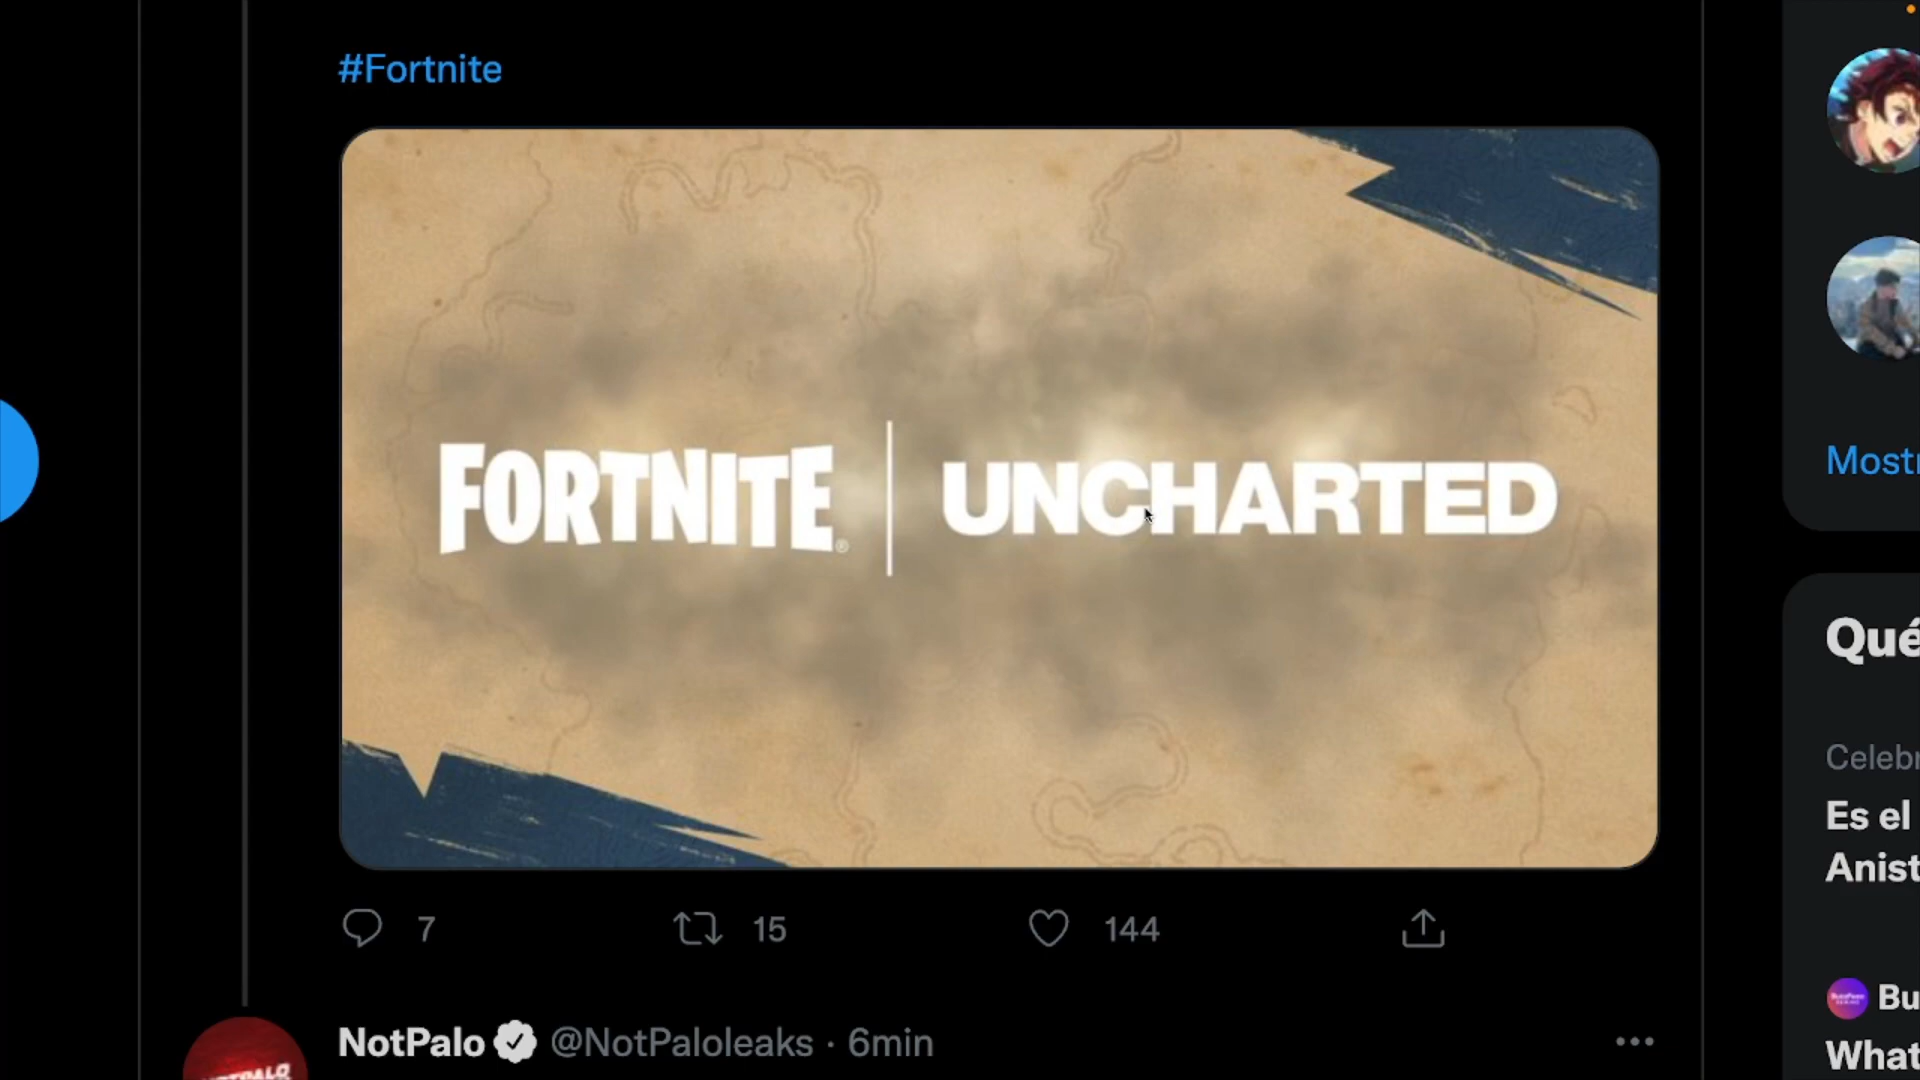 #Fortnite
FORTNITE® | UNCHARTED
7 15 144
NotPalo @NotPaloleaks · 6min
Mostr
Qué
Celebr
Es el
Anist
Bu
What